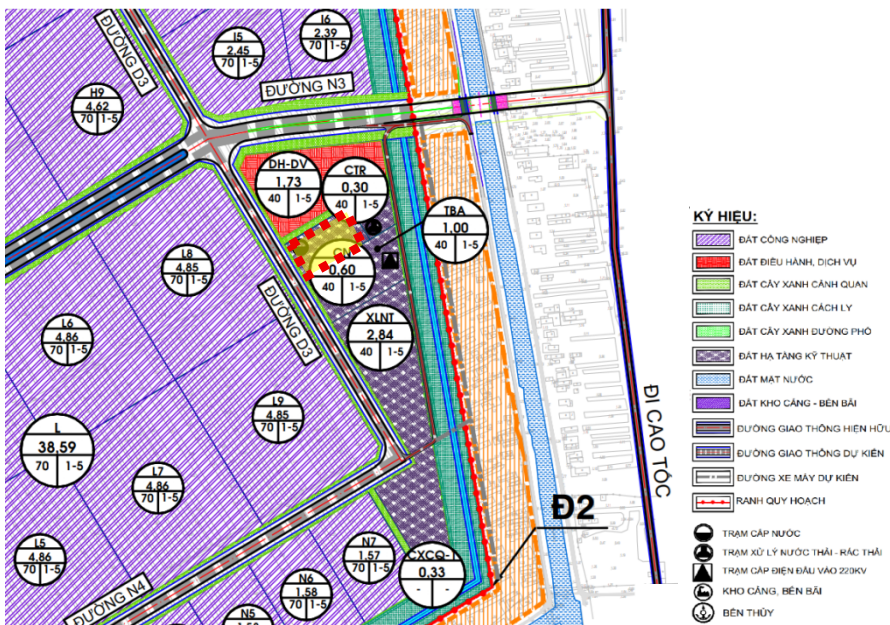 I6
2,39
70 1-5
I5
2,45
70 1-5
ĐƯỜNG D3
ĐƯỜNG N3
H9
4,62
70 1-5
DH-DV
1,73
40 1-5
CTR
0,30
40 1-5
TBA
1,00
40 1-5
CN
0,60
40 1-5
L8
4,85
70 1-5
XLNT
2,84
40 1-5
ĐƯỜNG D3
L6
4,86
70 1-5
L9
4,85
70 1-5
L
38,59
70 1-5
L7
4,86
70 1-5
L5
4,86
70 1-5
N7
1,57
70 1-5
N6
1,58
70 1-5
N5
ĐƯỜNG N4
CXCQ-1
0,33
- -
Đ2
ĐI CAO TỐC
KÝ HIỆU:
ĐẤT CÔNG NGHIỆP
ĐẤT ĐIỀU HÀNH, DỊCH VỤ
ĐẤT CÂY XANH CẢNH QUAN
ĐẤT CÂY XANH CÁCH LY
ĐẤT CÂY XANH ĐƯỜNG PHỐ
ĐẤT HẠ TẦNG KỸ THUẬT
ĐẤT MẶT NƯỚC
ĐẤT KHO CẢNG - BẾN BÃI
ĐƯỜNG GIAO THÔNG HIỆN HỮU
ĐƯỜNG GIAO THÔNG DỰ KIẾN
ĐƯỜNG XE MÁY DỰ KIẾN
RANH QUY HOẠCH
TRẠM CẤP NƯỚC
TRẠM XỬ LÝ NƯỚC THẢI - RÁC THẢI
TRẠM CẤP ĐIỆN ĐẦU VÀO 220KV
KHO CẢNG, BẾN BÃI
BẾN THỦY